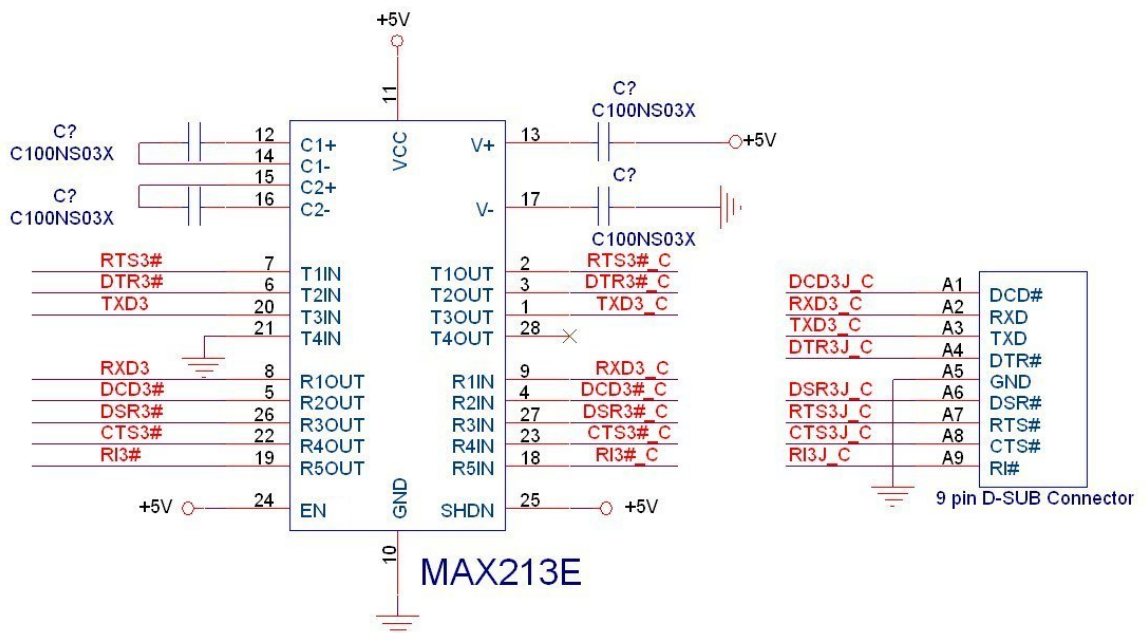 +5V
11
C?
C100NS03X
C?
C100NS03X
12
14
15
16
C1+
C1-
C2+
C2-
VCC
V+
V-
13
17
C?
C100NS03X
+5V
C?
C100NS03X
RTS3# 7 T1IN
DTR3# 6 T2IN
TXD3 20 T3IN
21 T4IN
T1OUT 2 RTS3#_C
T2OUT 3 DTR3#_C
T3OUT 1 TXD3_C
T4OUT 28
RXD3 8 R1OUT
DCD3# 5 R2OUT
DSR3# 26 R3OUT
CTS3# 22 R4OUT
RI3# 19 R5OUT
R1IN 9 RXD3_C
R2IN 4 DCD3#_C
R3IN 27 DSR3#_C
R4IN 23 CTS3#_C
R5IN 18 RI3#_C
+5V 24 EN
GND
SHDN 25 +5V
10
MAX213E
DCD3J_C A1 DCD#
RXD3_C A2 RXD
TXD3_C A3 TXD
DTR3J_C A4 DTR#
A5 GND
DSR3J_C A6 DSR#
RTS3J_C A7 RTS#
CTS3J_C A8 CTS#
RI3J_C A9 RI#
9 pin D-SUB Connector